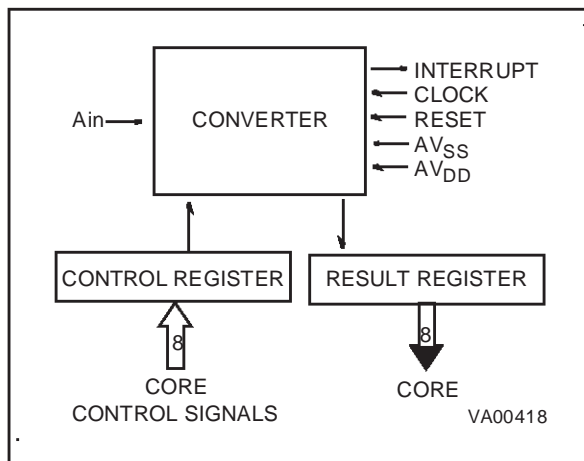 INTERRUPT
CLOCK
Ain
CONVERTER
RESET
AVSS
AVDD
CONTROL REGISTER
RESULT REGISTER
8
8
CORE
CONTROL SIGNALS
CORE
VA00418